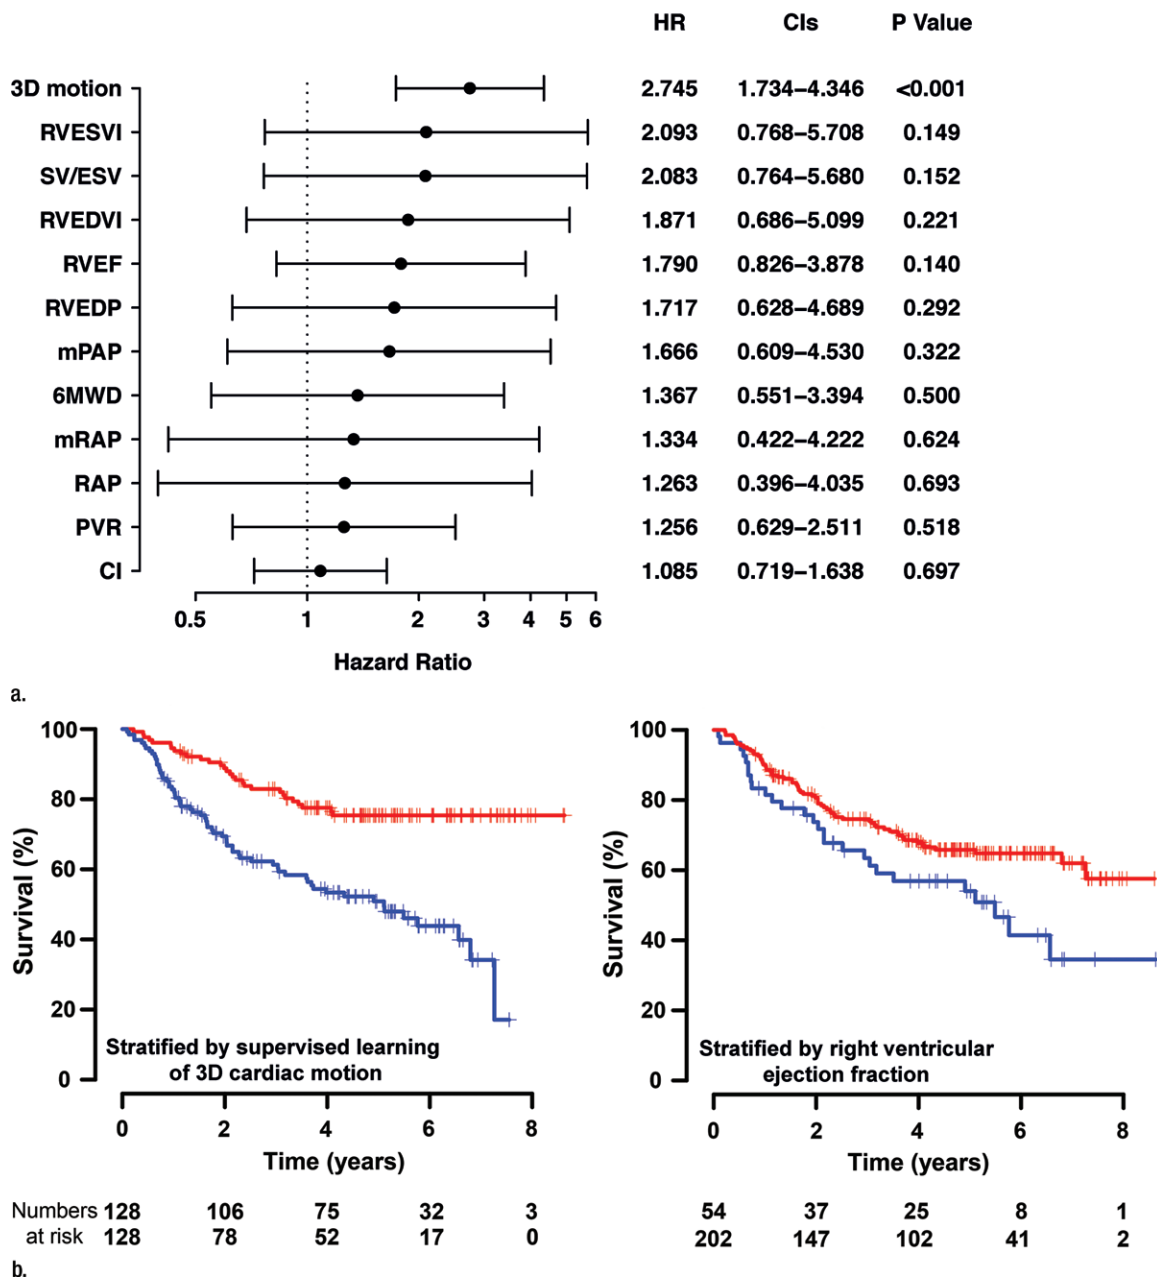 HR CIs P Value
3D motion 2.745 1.734–4.346 <0.001
RVESVI 2.093 0.768–5.708 0.149
SV/ESV 2.083 0.764–5.680 0.152
RVEDVI 1.871 0.686–5.099 0.221
RVEF 1.790 0.826–3.878 0.140
RVEDP 1.717 0.628–4.689 0.292
mPAP 1.666 0.609–4.530 0.322
6MWD 1.367 0.551–3.394 0.500
mRAP 1.334 0.422–4.222 0.624
RAP 1.263 0.396–4.035 0.693
PVR 1.256 0.629–2.511 0.518
CI 1.085 0.719–1.638 0.697
0.5 1 2 3 4 5 6
Hazard Ratio
a.
100
80
60
40
20
0
Survival (%)
Stratified by supervised learning
of 3D cardiac motion
0 2 4 6 8
Time (years)
Numbers 128 106 75 32 3
at risk 128 78 52 17 0
100
80
60
40
20
0
Survival (%)
Stratified by right ventricular
ejection fraction
0 2 4 6 8
Time (years)
54 37 25 8 1
202 147 102 41 2
b.